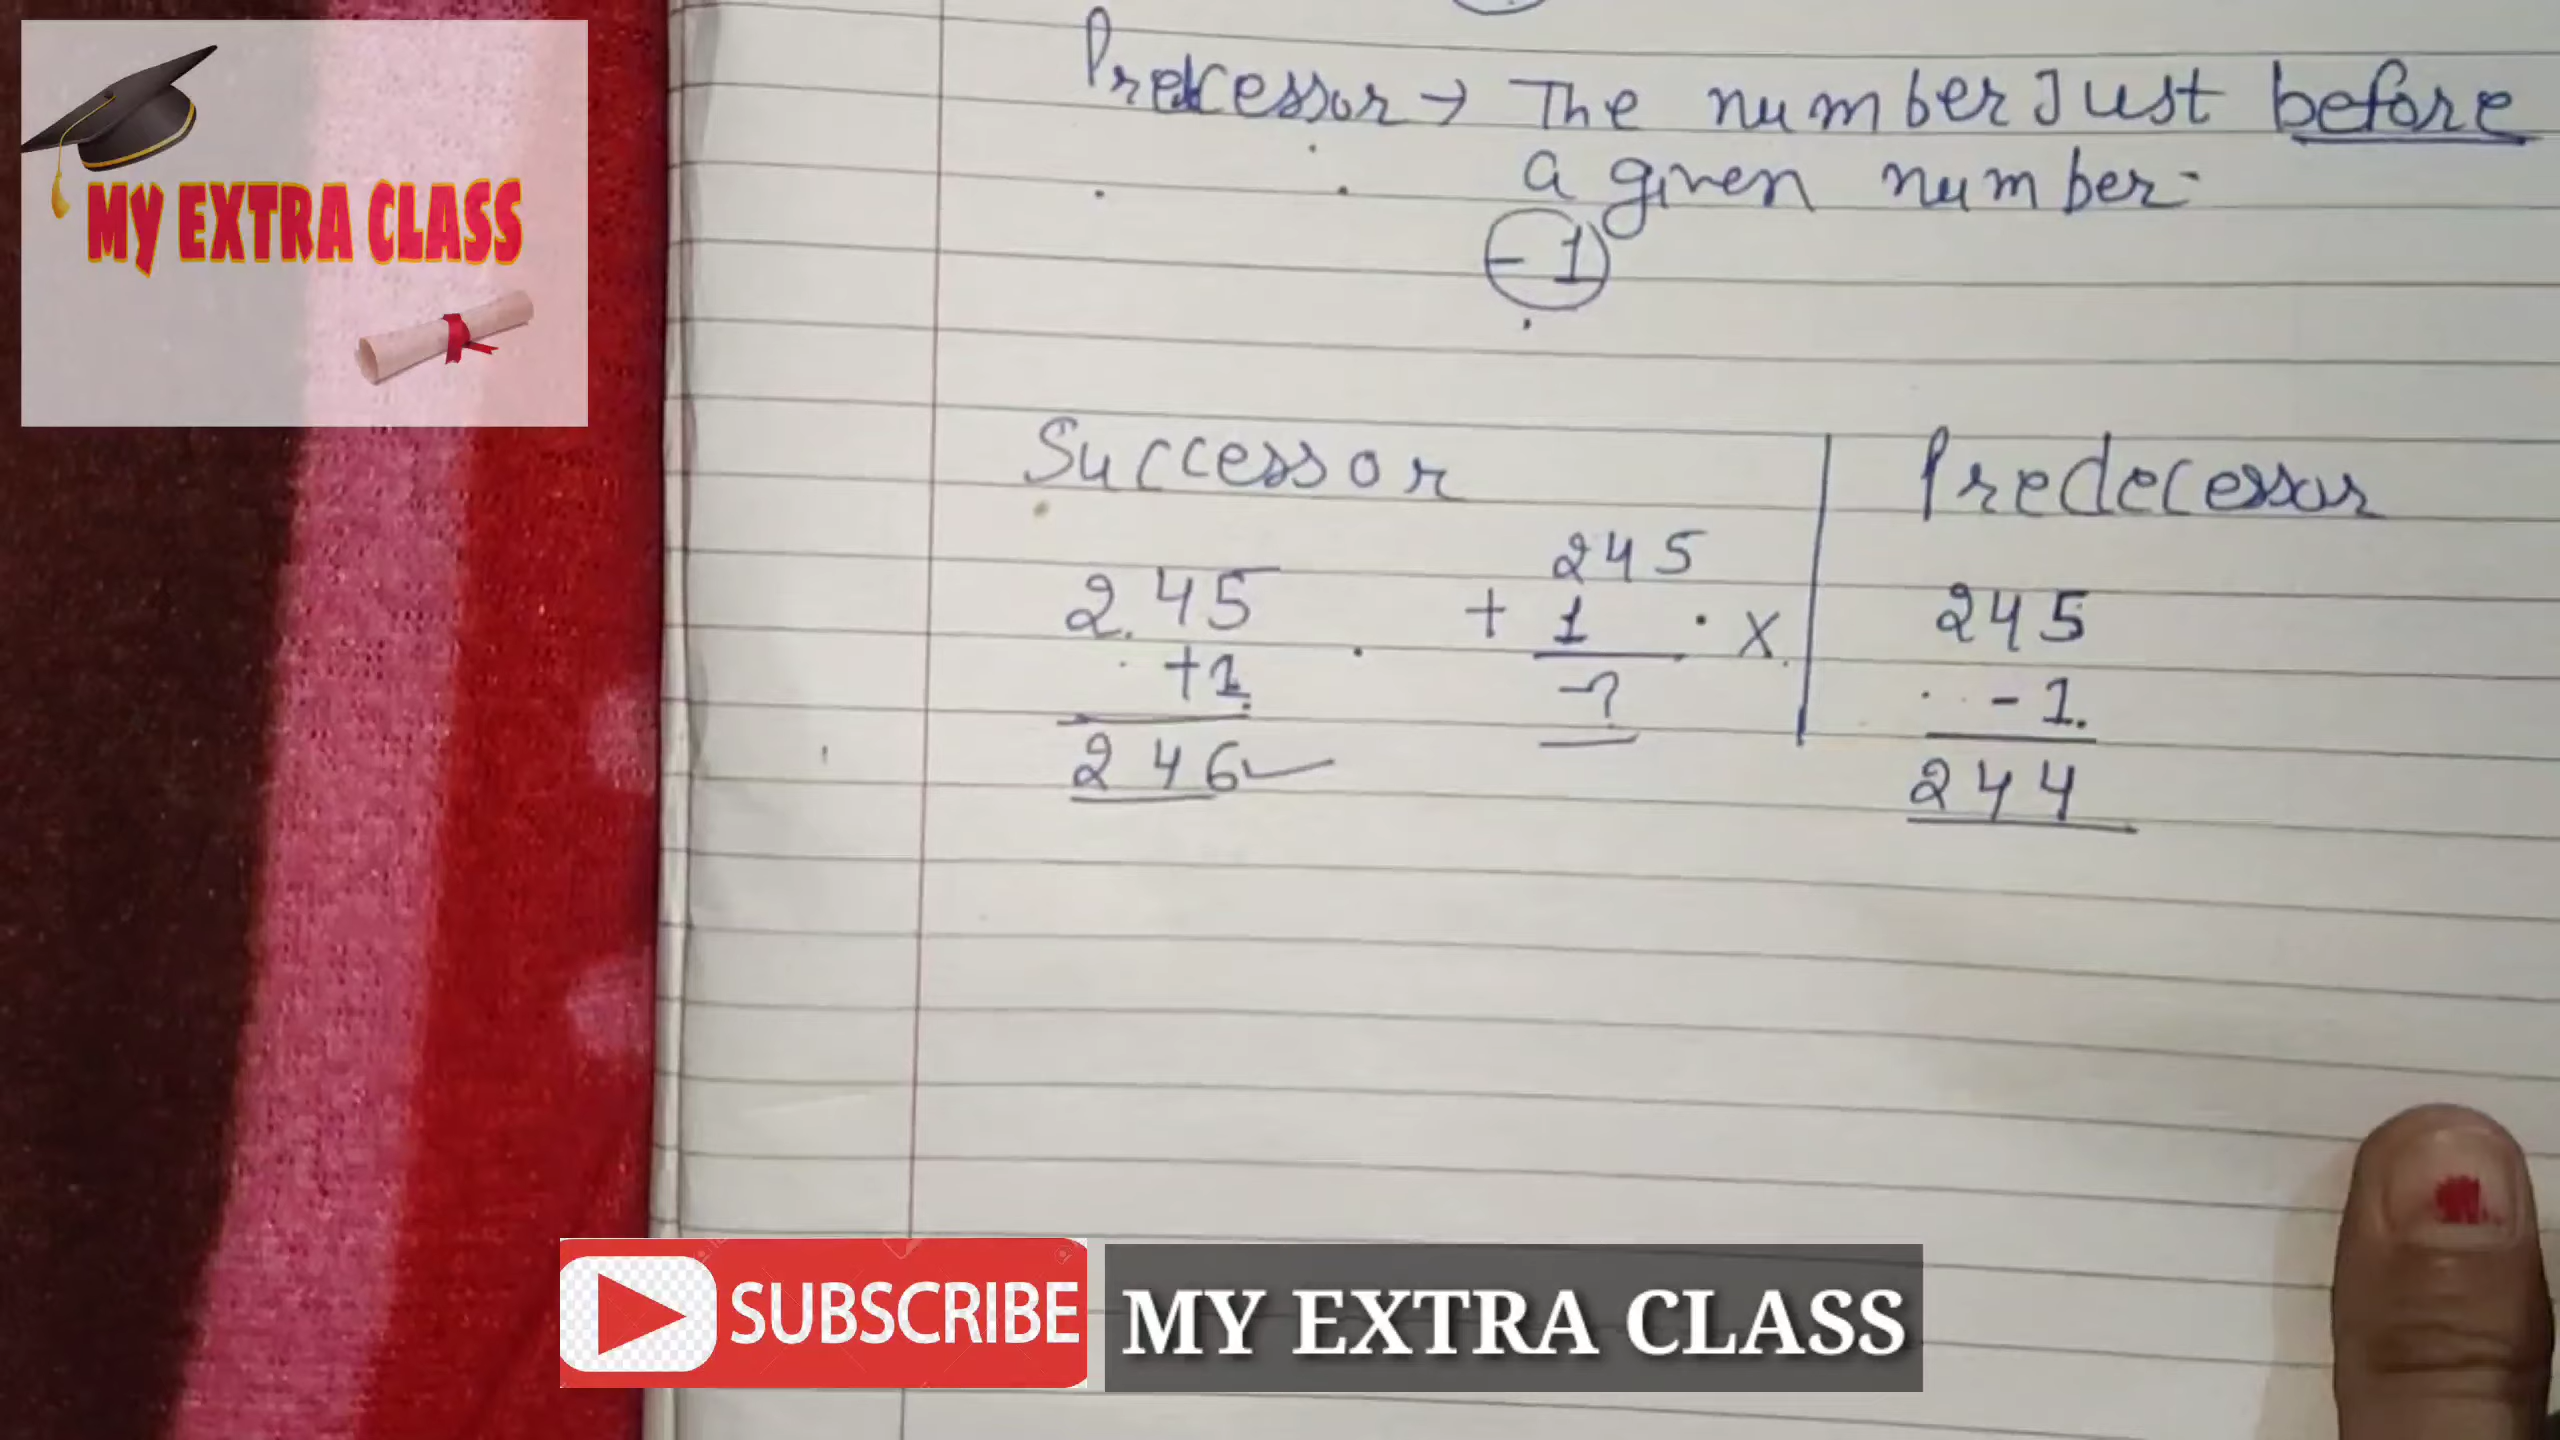 MY EXTRA CLASS
Predcessor → The number Just before
a given number.
-1
Successor
245
+1
246 ✓
245
+ 1 X
?
Predecessor
245
-1
244
SUBSCRIBE
MY EXTRA CLASS